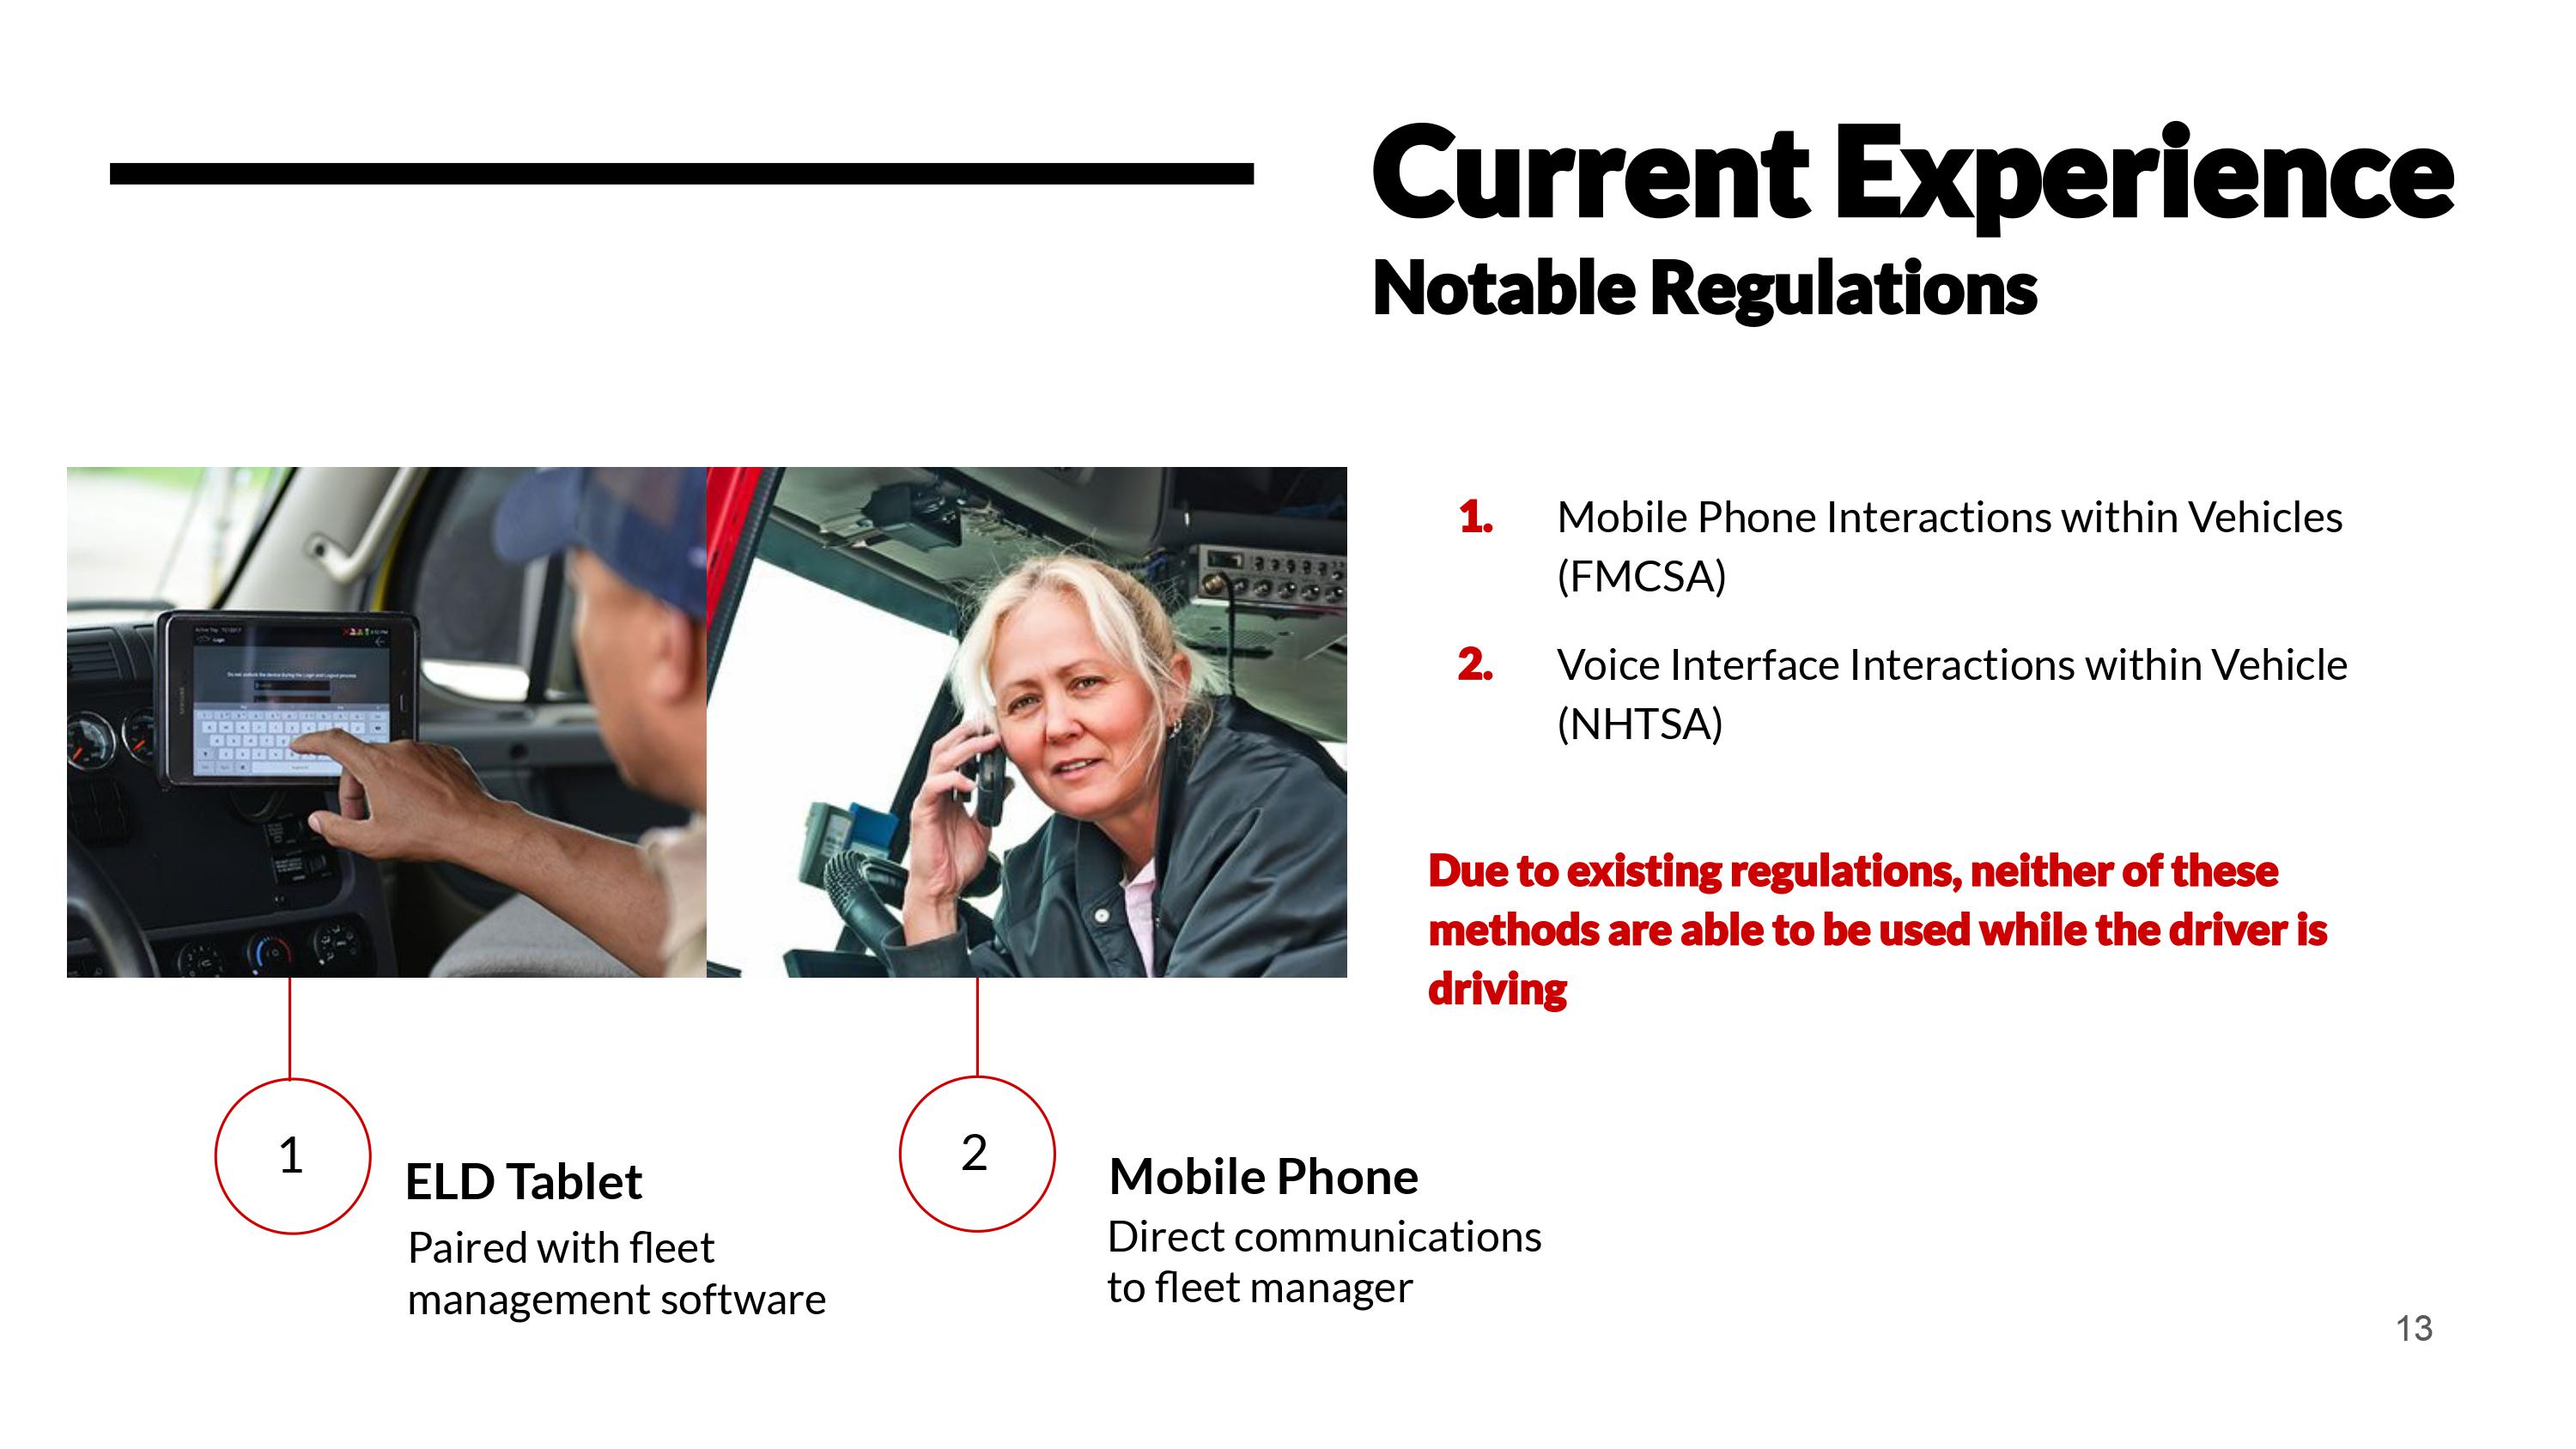 Current Experience
Notable Regulations
1. Mobile Phone Interactions within Vehicles
(FMCSA)
2. Voice Interface Interactions within Vehicle
(NHTSA)
Due to existing regulations, neither of these
methods are able to be used while the driver is
driving
1
ELD Tablet
Paired with fleet
management software
2
Mobile Phone
Direct communications
to fleet manager
13